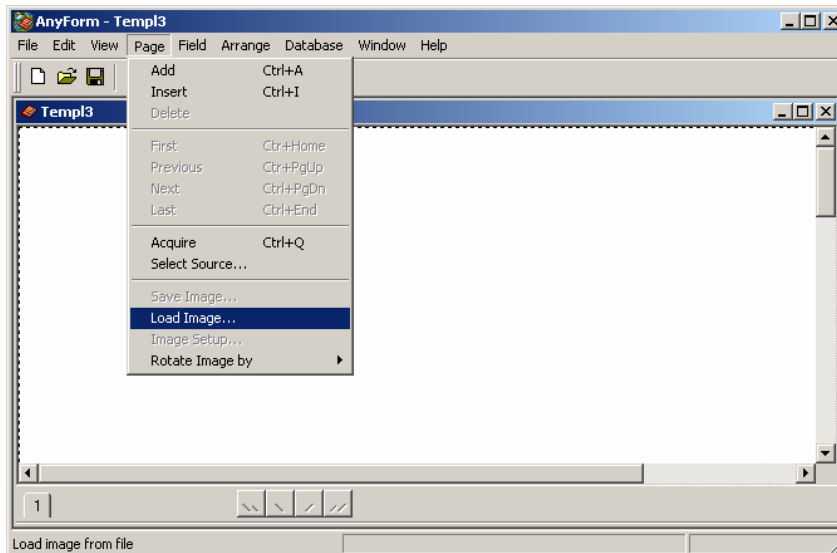 AnyForm - Templ3
File Edit View Page Field Arrange Database Window Help
Add Ctrl+A
Insert Ctrl+I
Delete
Templ3
First Ctr+Home
Previous Ctr+PgUp
Next Ctrl+PgDn
Last Ctrl+End
Acquire Ctrl+Q
Select Source...
Save Image...
Load Image...
Image Setup...
Rotate Image by
1
Load image from file